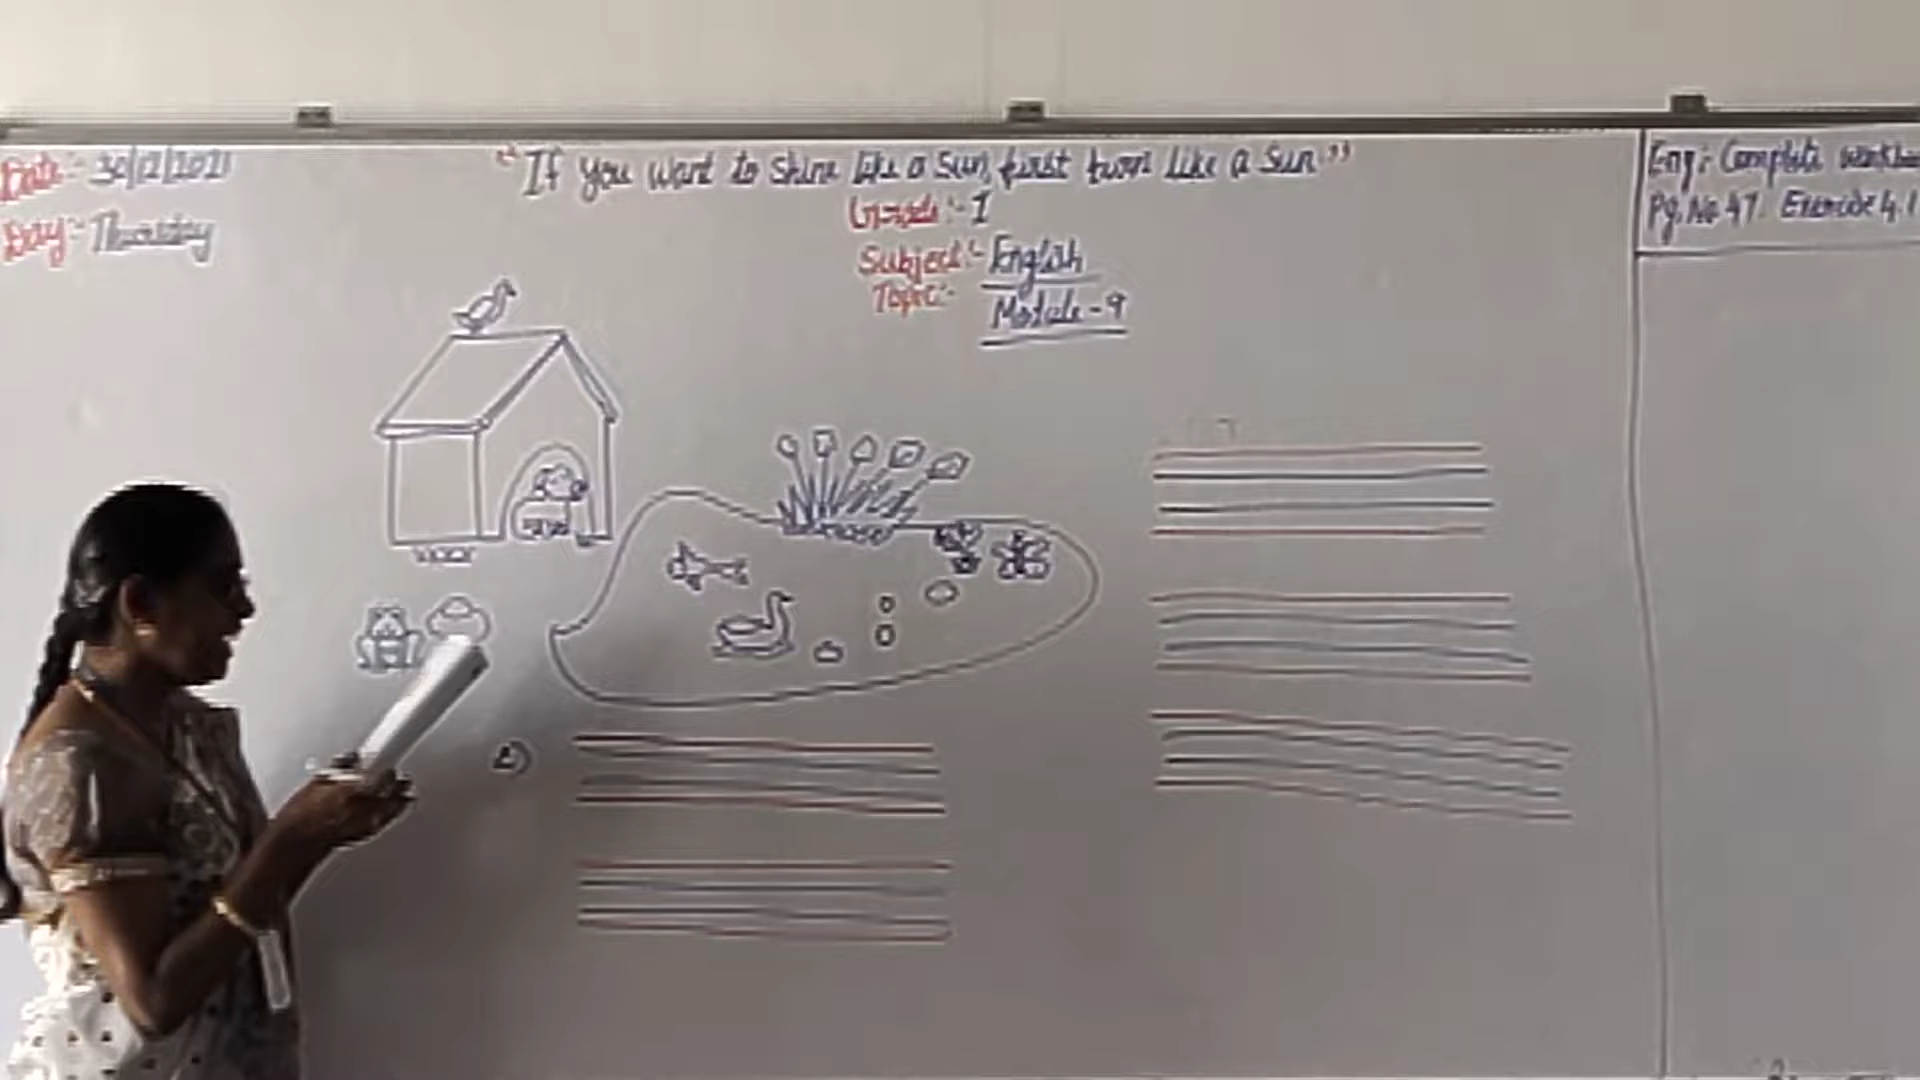 Date:- 30/12/2021
Day:- Thursday
"If you want to shine like a Sun, first burn like a Sun"
Grade:- I
Subject:- English
Topic:- Module-9
Eng: Complete workboo
Pg. No 47. Exercise 4.1